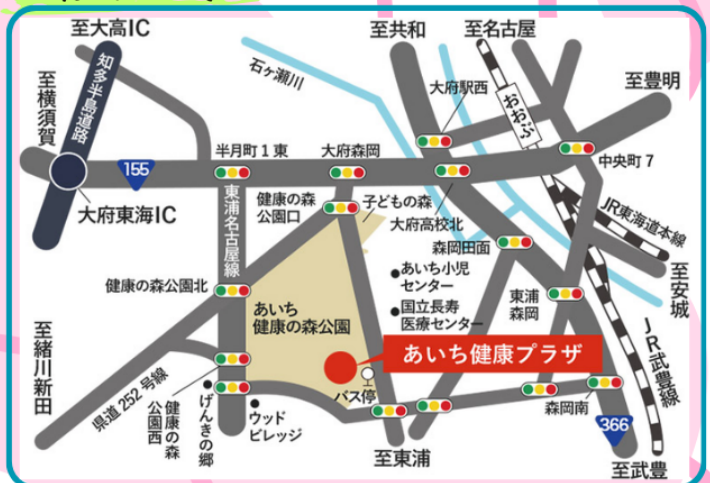 至大高IC
至共和
至名古屋
知多半島道路
石ヶ瀬川
至横須賀
おおぶ
大府駅西
至豊明
155
半月町1東
大府森岡
中央町7
大府東海IC
東浦名古屋線
健康の森
公園口
子どもの森
大府高校北
JR東海道本線
森岡田面
健康の森公園北
あいち小児
センター
至安城
あいち
健康の森公園
国立長寿
医療センター
東浦
森岡
至緒川新田
あいち健康プラザ
JR武豊線
県道252号線
健康の森
公園西
げんきの郷
ウッド
ビレッジ
バス停
森岡南
366
至東浦
至武豊